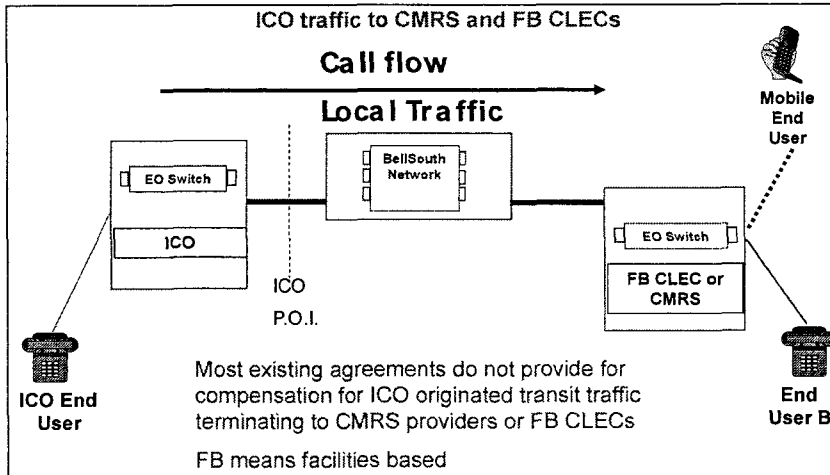 ICO traffic to CMRS and FB CLECs
Call flow
Local Traffic
Mobile
End
User
BellSouth
Network
EO Switch
ICO
EO Switch
FB CLEC or
CMRS
ICO
P.O.I.
ICO End
User
End
User B
Most existing agreements do not provide for
compensation for ICO originated transit traffic
terminating to CMRS providers or FB CLECs
FB means facilities based